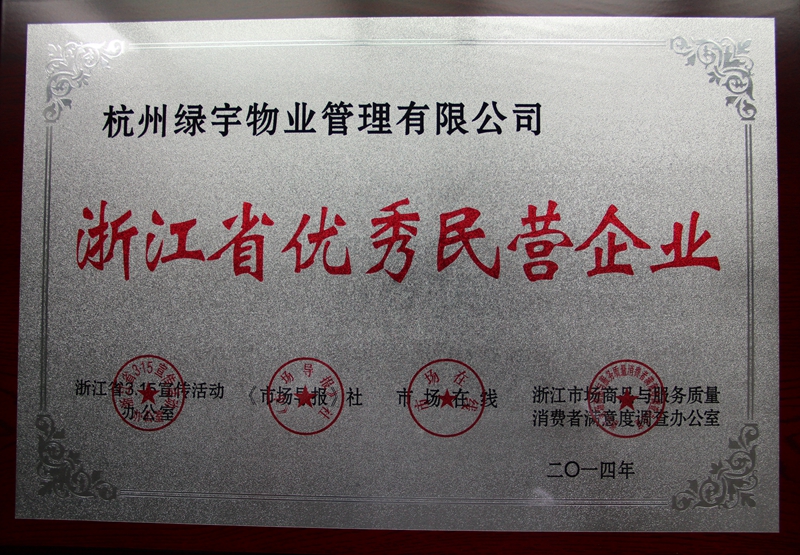 杭州绿宇物业管理有限公司
浙江省优秀民营企业
浙江省3.15宣传活动
办公室
《市场导报》社
市场在线
浙江市场商品与服务质量
消费者满意度调查办公室
二〇一四年